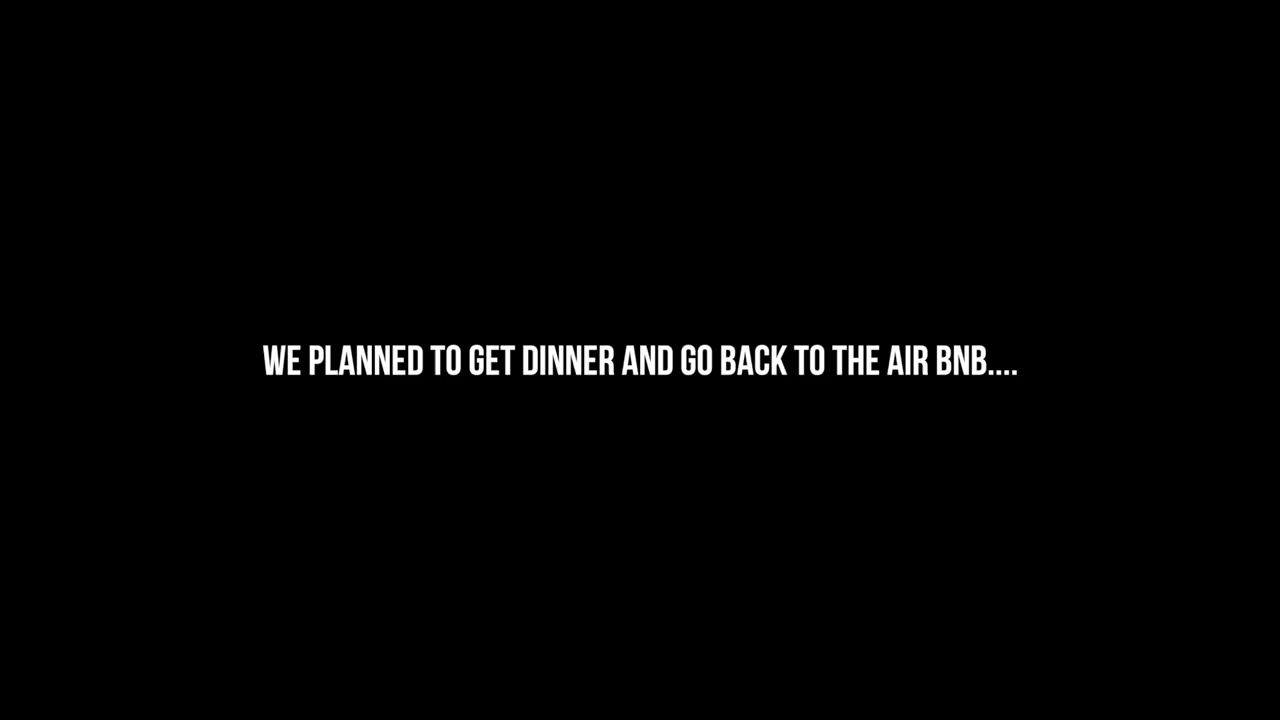 WE PLANNED TO GET DINNER AND GO BACK TO THE AIR BNB....